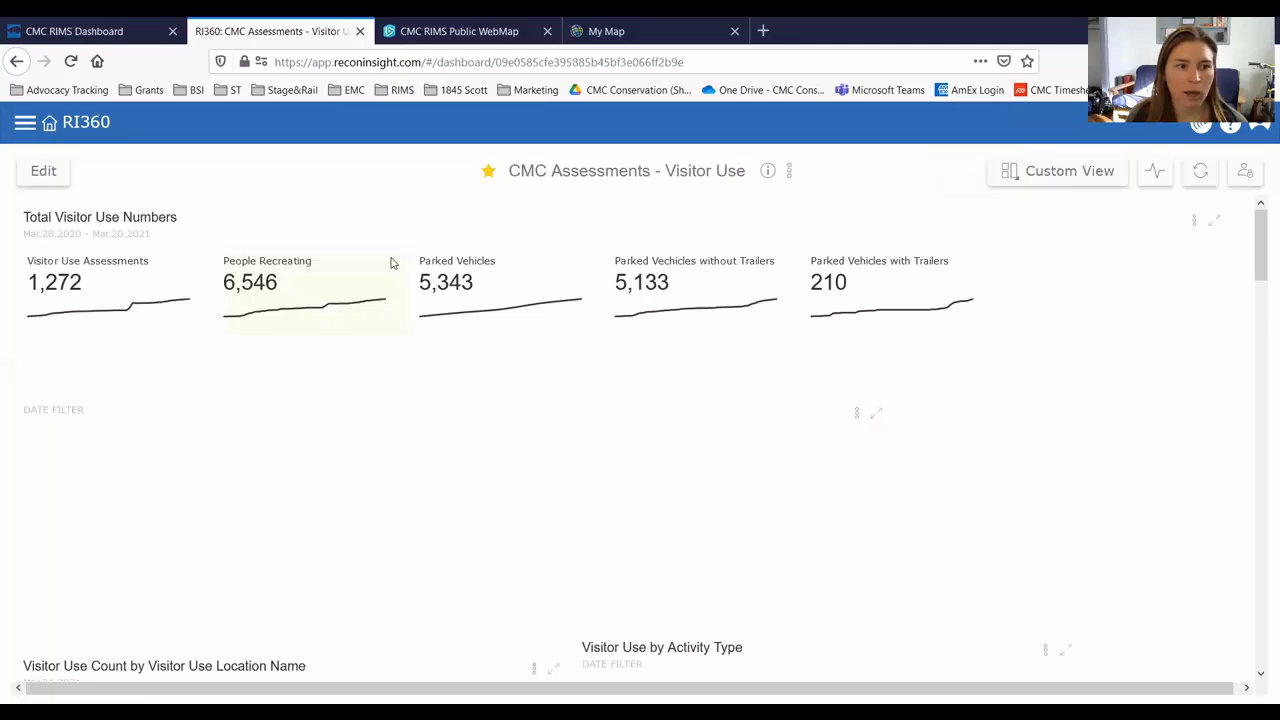 CMC RIMS Dashboard
RI360: CMC Assessments - Visitor U
CMC RIMS Public WebMap
My Map
https://app.reconinsight.com/#/dashboard/09e0585cfe395885b45bf3e066ff2b9e
Advocacy Tracking
Grants
BSI
ST
Stage&Rail
EMC
RIMS
1845 Scott
Marketing
CMC Conservation (Sh...
One Drive - CMC Cons...
Microsoft Teams
AmEx Login
CMC Timeshe
RI360
Edit
CMC Assessments - Visitor Use
Custom View
Total Visitor Use Numbers
Mar.28.2020 - Mar.20.2021
Visitor Use Assessments
1,272
People Recreating
6,546
Parked Vehicles
5,343
Parked Vechicles without Trailers
5,133
Parked Vehicles with Trailers
210
DATE FILTER
Visitor Use Count by Visitor Use Location Name
Visitor Use by Activity Type
DATE FILTER